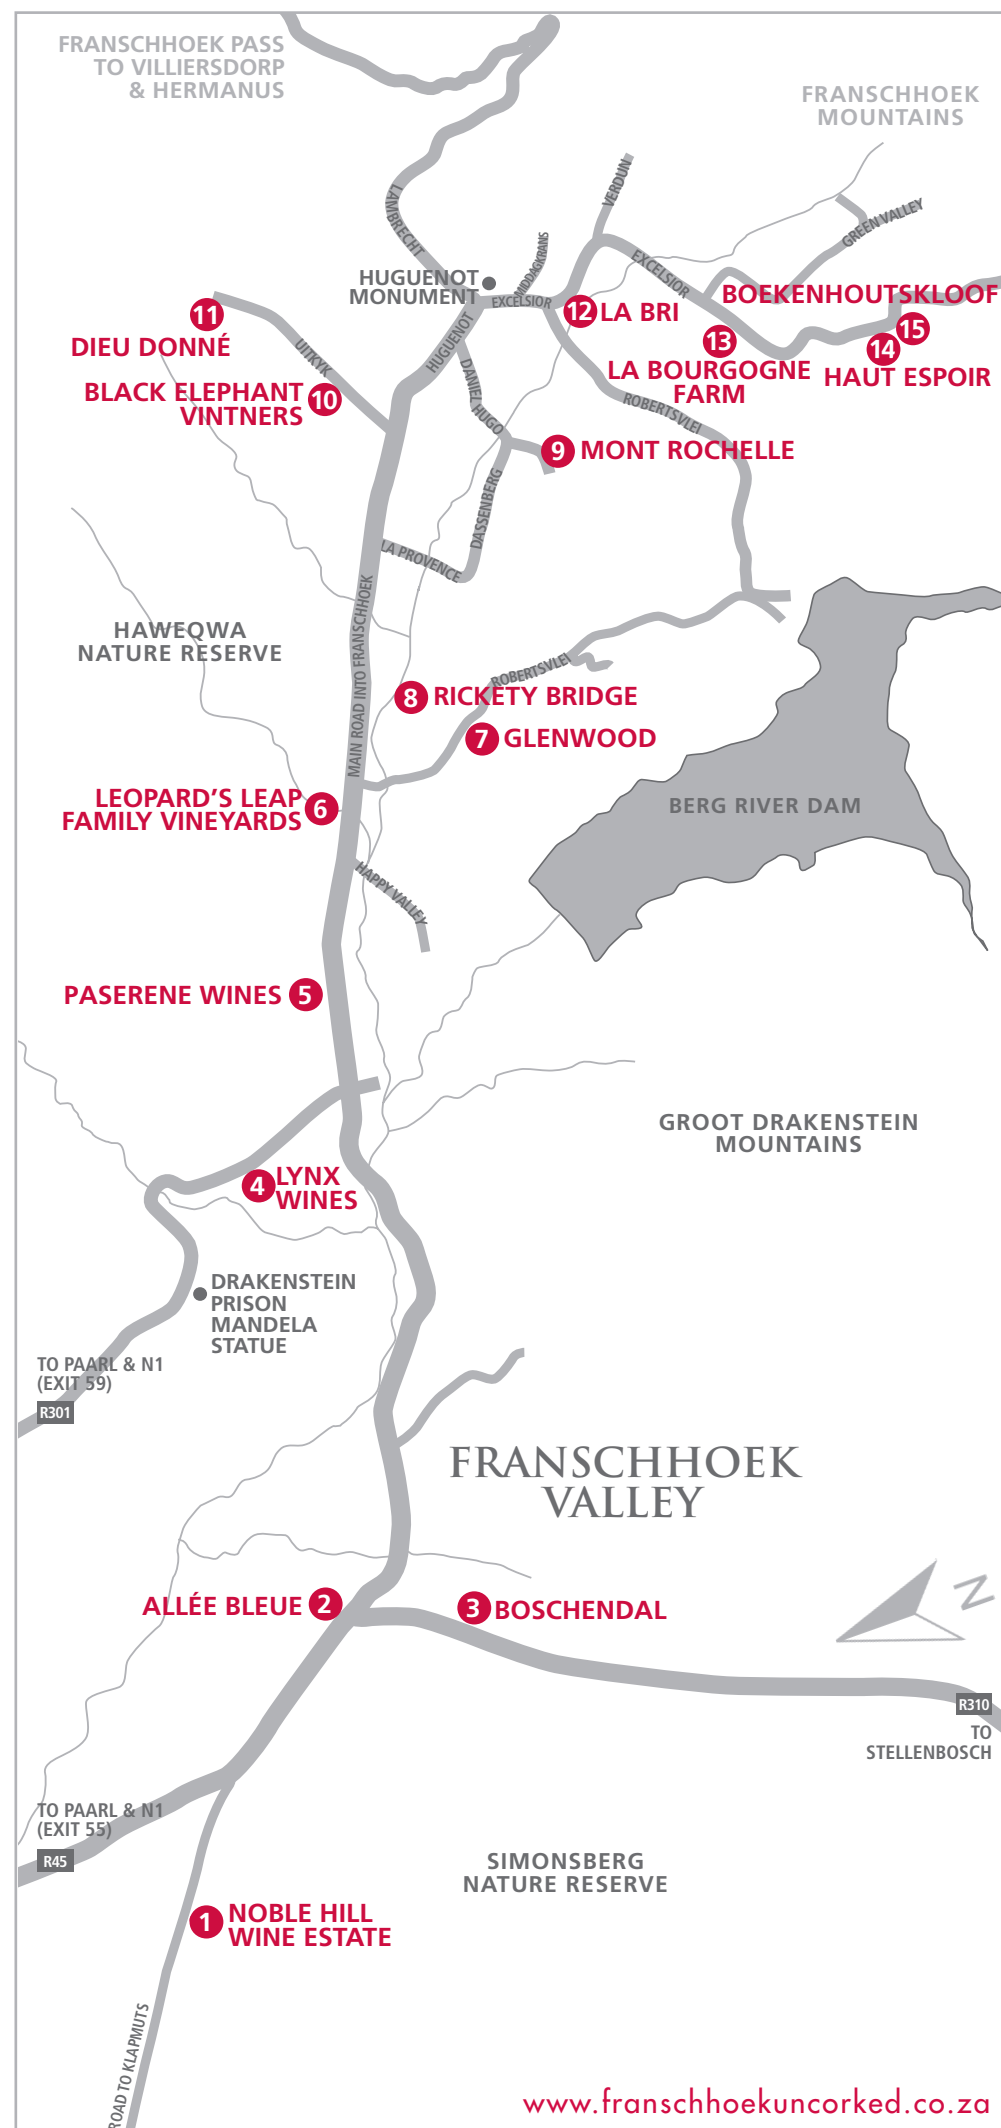 FRANSCHHOEK PASS
TO VILLIERSDORP
& HERMANUS
FRANSCHHOEK
MOUNTAINS
VERDUN
LAMBRECHT
GREEN VALLEY
MIDDAGKRANS
EXCELSIOR
HUGUENOT
MONUMENT
EXCELSIOR
BOEKENHOUTSKLOOF
11
DIEU DONNÉ
12 LA BRI
13
LA BOURGOGNE
FARM
15
14
HAUT ESPOIR
UITKYK
HUGUENOT
DANIEL HUGO
ROBERTSVLEI
BLACK ELEPHANT
VINTNERS
10
9 MONT ROCHELLE
DASSENBERG
LA PROVENCE
MAIN ROAD INTO FRANSCHHOEK
HAWEQWA
NATURE RESERVE
ROBERTSVLEI
8 RICKETY BRIDGE
7 GLENWOOD
LEOPARD'S LEAP
FAMILY VINEYARDS
6
BERG RIVER DAM
HAPPY VALLEY
PASERENE WINES 5
GROOT DRAKENSTEIN
MOUNTAINS
4 LYNX
WINES
DRAKENSTEIN
PRISON
MANDELA
STATUE
TO PAARL & N1
(EXIT 59)
R301
FRANSCHHOEK
VALLEY
ALLÉE BLEUE 2
3 BOSCHENDAL
N
R310
TO
STELLENBOSCH
TO PAARL & N1
(EXIT 55)
R45
SIMONSBERG
NATURE RESERVE
1 NOBLE HILL
WINE ESTATE
ROAD TO KLAPMUTS
www.franschhoekuncorked.co.za